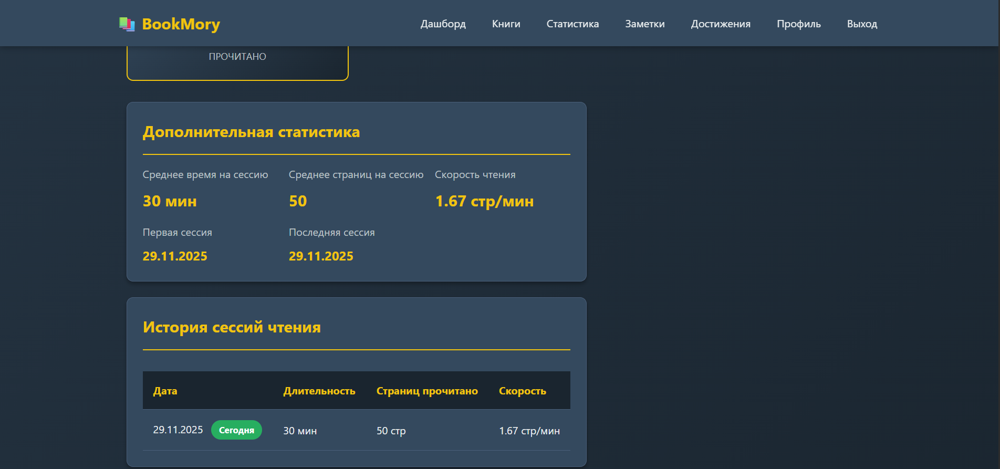 BookMory
Дашборд Книги Статистика Заметки Достижения Профиль Выход
ПРОЧИТАНО
Дополнительная статистика
Среднее время на сессию Среднее страниц на сессию Скорость чтения
30 мин 50 1.67 стр/мин
Первая сессия Последняя сессия
29.11.2025 29.11.2025
История сессий чтения
Дата Длительность Страниц прочитано Скорость
29.11.2025 Сегодня 30 мин 50 стр 1.67 стр/мин